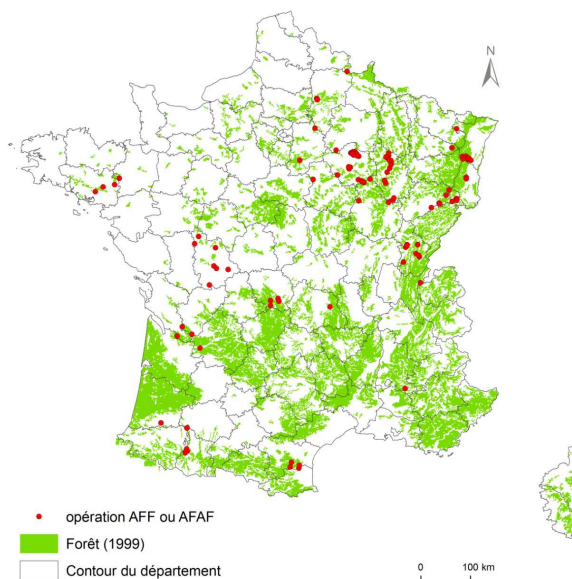 N
opération AFF ou AFAF
Forêt (1999)
Contour du département
0 100 km